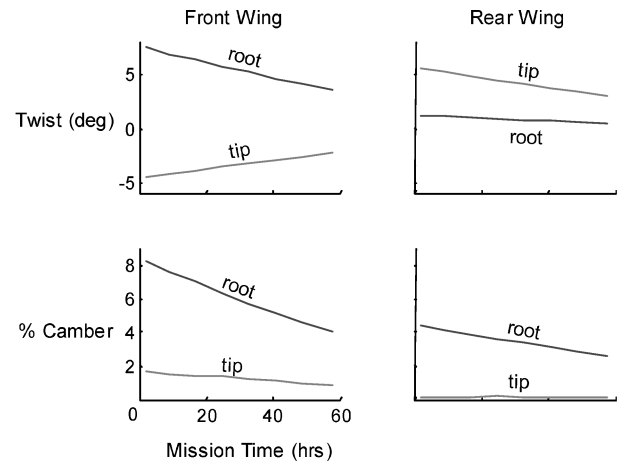 Front Wing
Rear Wing
Twist (deg)
5
0
-5
root
tip
tip
root
% Camber
8
6
4
2
0
root
tip
root
tip
20
40
60
Mission Time (hrs)